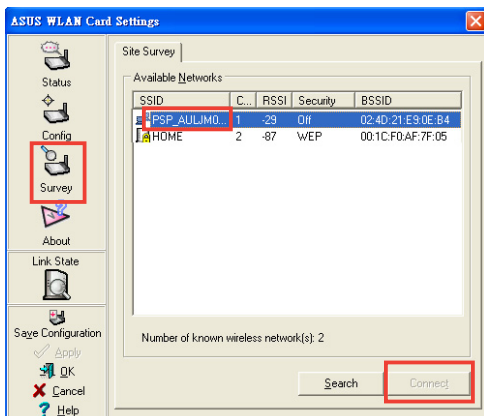 ASUS WLAN Card Settings
Status
Config
Survey
About
Link State
Save Configuration
Apply
OK
Cancel
Help
Site Survey
Available Networks
SSID C... RSSI Security BSSID
PSP_AULJM0... 1 -29 Off 02:4D:21:E9:0E:B4
HOME 2 -87 WEP 00:1C:F0:AF:7F:05
Number of known wireless network(s): 2
Search Connect